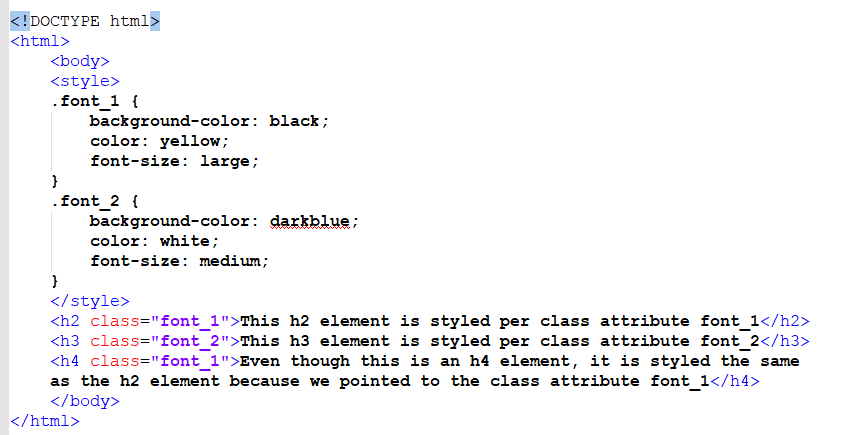 <!DOCTYPE html>
<html>
    <body>
    <style>
    .font_1 {
        background-color: black;
        color: yellow;
        font-size: large;
    }
    .font_2 {
        background-color: darkblue;
        color: white;
        font-size: medium;
    }
    </style>
    <h2 class="font_1">This h2 element is styled per class attribute font_1</h2>
    <h3 class="font_2">This h3 element is styled per class attribute font_2</h3>
    <h4 class="font_1">Even though this is an h4 element, it is styled the same
    as the h2 element because we pointed to the class attribute font_1</h4>
    </body>
</html>